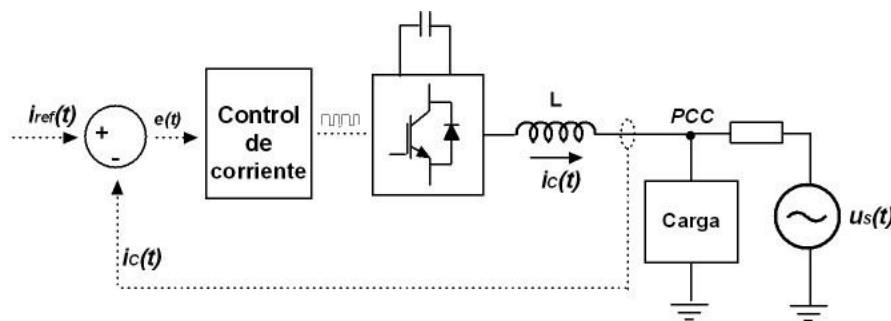 iref(t)
+
-
e(t)
Control
de
corriente
L
iC(t)
PCC
Carga
us(t)
iC(t)